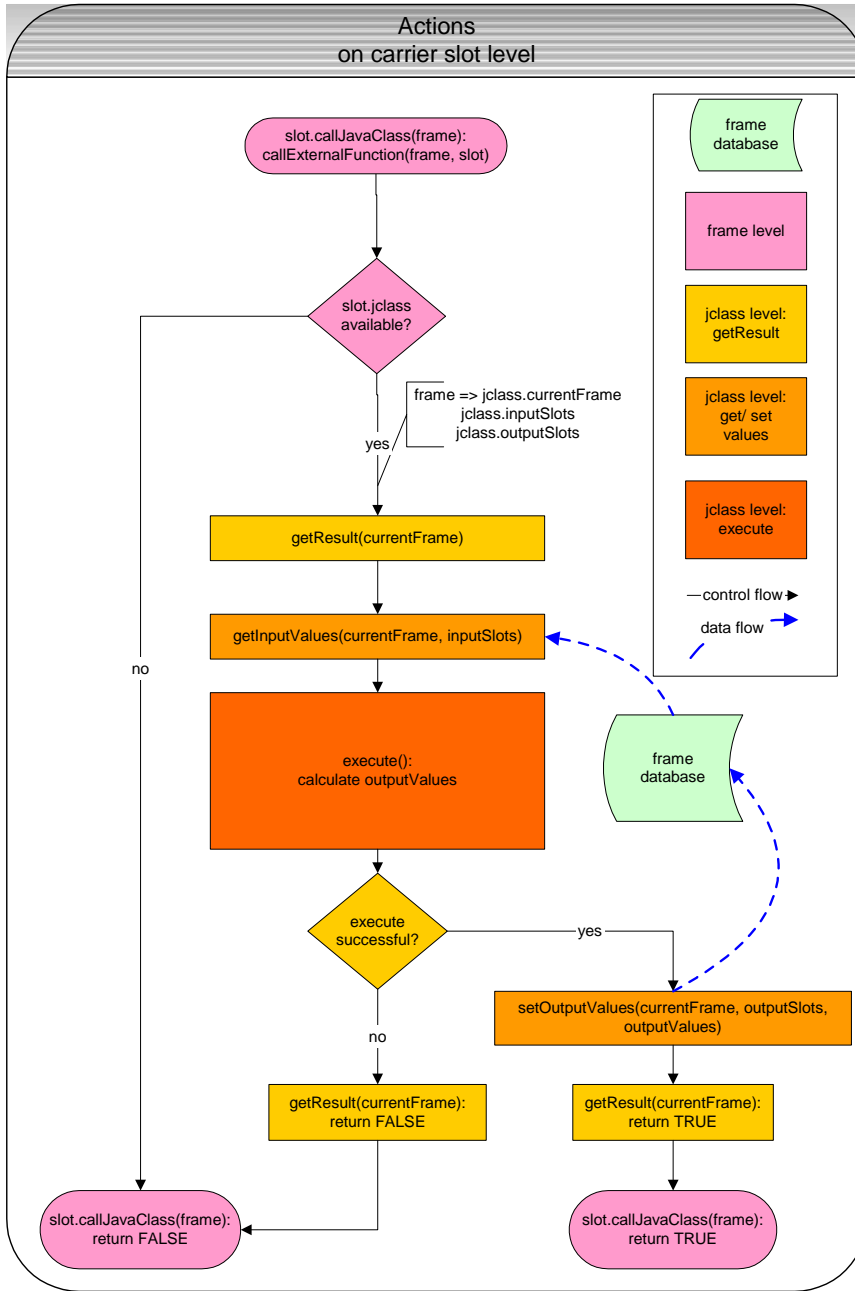 Actions
on carrier slot level
slot.callJavaClass(frame):
callExternalFunction(frame, slot)
slot.jclass
available?
frame => jclass.currentFrame
jclass.inputSlots
jclass.outputSlots
yes
getResult(currentFrame)
getInputValues(currentFrame, inputSlots)
no
execute():
calculate outputValues
execute
successful?
yes
no
setOutputValues(currentFrame, outputSlots,
outputValues)
getResult(currentFrame):
return FALSE
getResult(currentFrame):
return TRUE
slot.callJavaClass(frame):
return FALSE
slot.callJavaClass(frame):
return TRUE
frame
database
frame
database
frame level
jclass level:
getResult
jclass level:
get/ set
values
jclass level:
execute
control flow
data flow